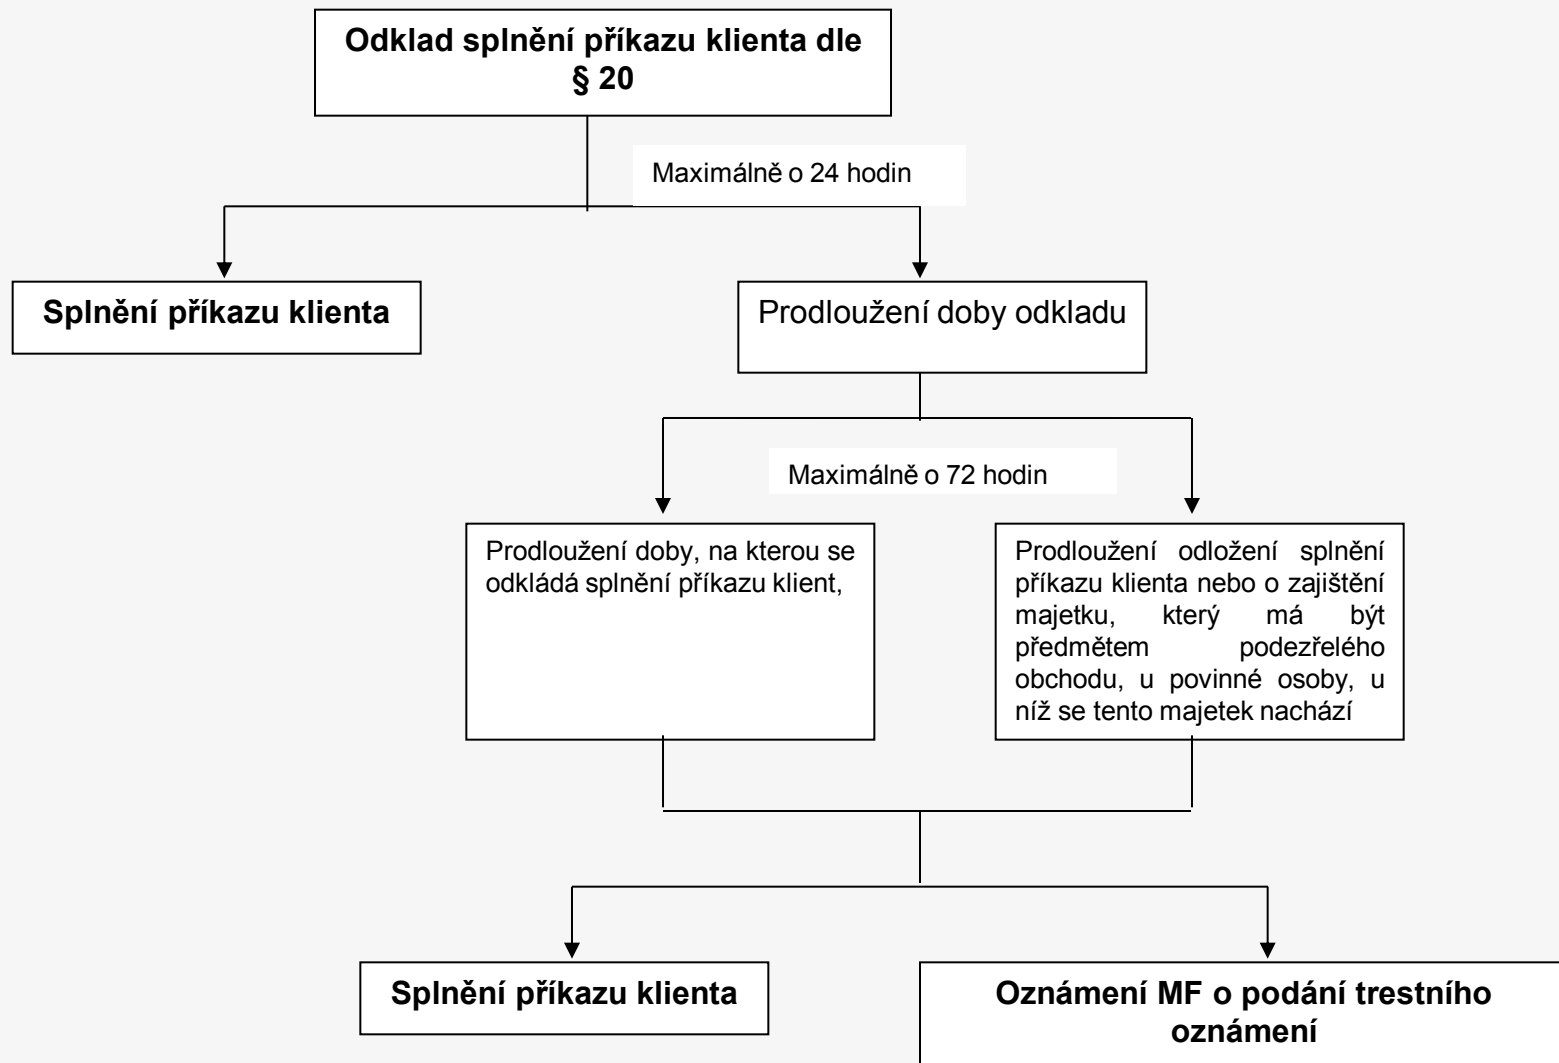 Odklad splnění příkazu klienta dle
§ 20
Maximálně o 24 hodin
Splnění příkazu klienta
Prodloužení doby odkladu
Maximálně o 72 hodin
Prodloužení doby, na kterou se
odkládá splnění příkazu klient,
Prodloužení odložení splnění
příkazu klienta nebo o zajištění
majetku, který má být
předmětem podezřelého
obchodu, u povinné osoby, u
níž se tento majetek nachází
Splnění příkazu klienta
Oznámení MF o podání trestního
oznámení